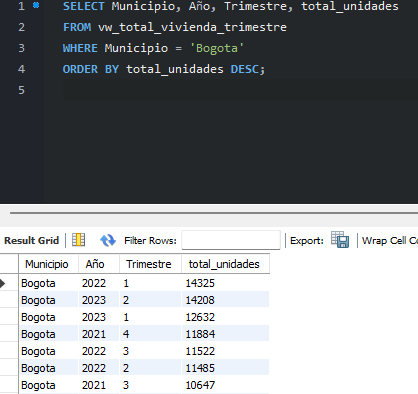 1 SELECT Municipio, Año, Trimestre, total_unidades
2 FROM vw_total_vivienda_trimestre
3 WHERE Municipio = 'Bogota'
4 ORDER BY total_unidades DESC;
5
Result Grid Filter Rows: Export: Wrap Cell Co
Municipio Año Trimestre total_unidades
Bogota 2022 1 14325
Bogota 2023 2 14208
Bogota 2023 1 12632
Bogota 2021 4 11884
Bogota 2022 3 11522
Bogota 2022 2 11485
Bogota 2021 3 10647